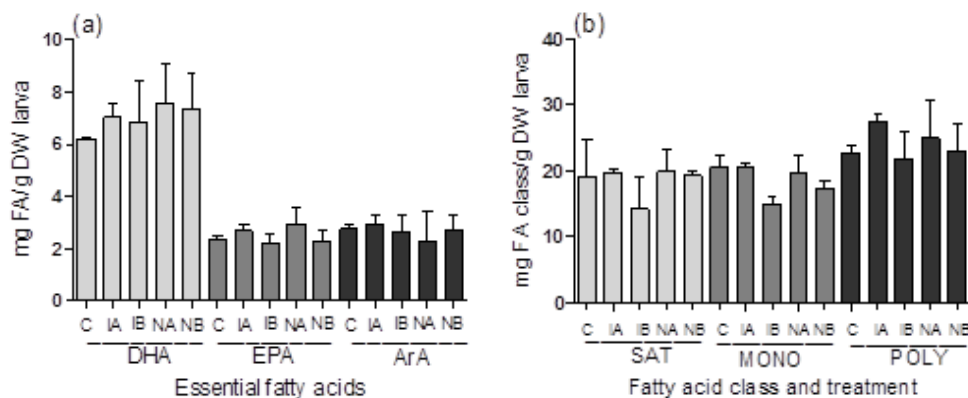 (a)
mg FA/g DW larva
10
8
6
4
2
0
C IA IB NA NB C IA IB NA NB C IA IB NA NB
DHA EPA ArA
Essential fatty acids
(b)
mg FA class/g DW larva
40
30
20
10
0
C IA IB NA NB C IA IB NA NB C IA IB NA NB
SAT MONO POLY
Fatty acid class and treatment